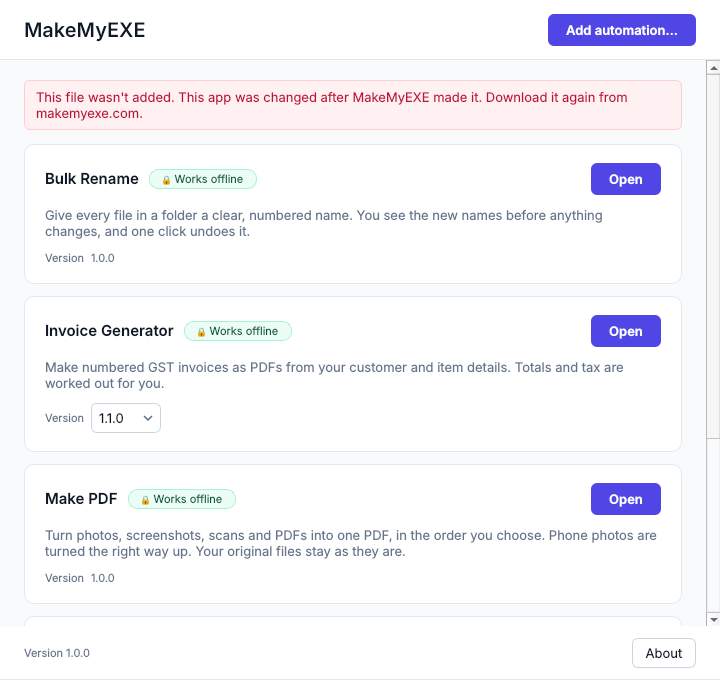 MakeMyEXE
Add automation...
This file wasn't added. This app was changed after MakeMyEXE made it. Download it again from
makemyexe.com.
Bulk Rename
Works offline
Open
Give every file in a folder a clear, numbered name. You see the new names before anything
changes, and one click undoes it.
Version 1.0.0
Invoice Generator
Works offline
Open
Make numbered GST invoices as PDFs from your customer and item details. Totals and tax are
worked out for you.
Version 1.1.0
Make PDF
Works offline
Open
Turn photos, screenshots, scans and PDFs into one PDF, in the order you choose. Phone photos are
turned the right way up. Your original files stay as they are.
Version 1.0.0
Version 1.0.0
About